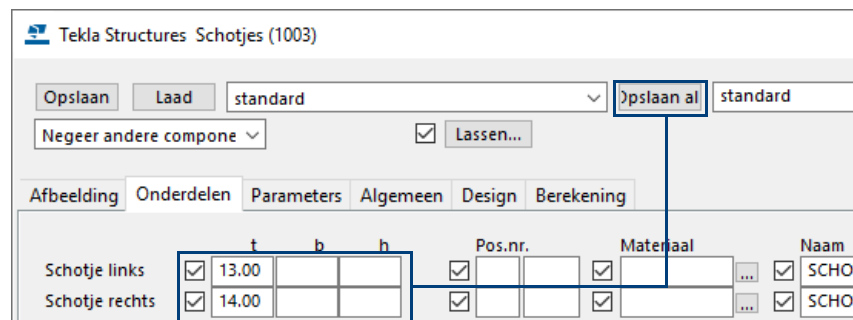 Tekla Structures Schotjes (1003)
Opslaan Laad standard Opslaan al standard
Negeer andere compone Lassen...
Afbeelding Onderdelen Parameters Algemeen Design Berekening
t b h Pos.nr. Materiaal Naam
Schotje links 13.00 ... SCHO
Schotje rechts 14.00 ... SCHO